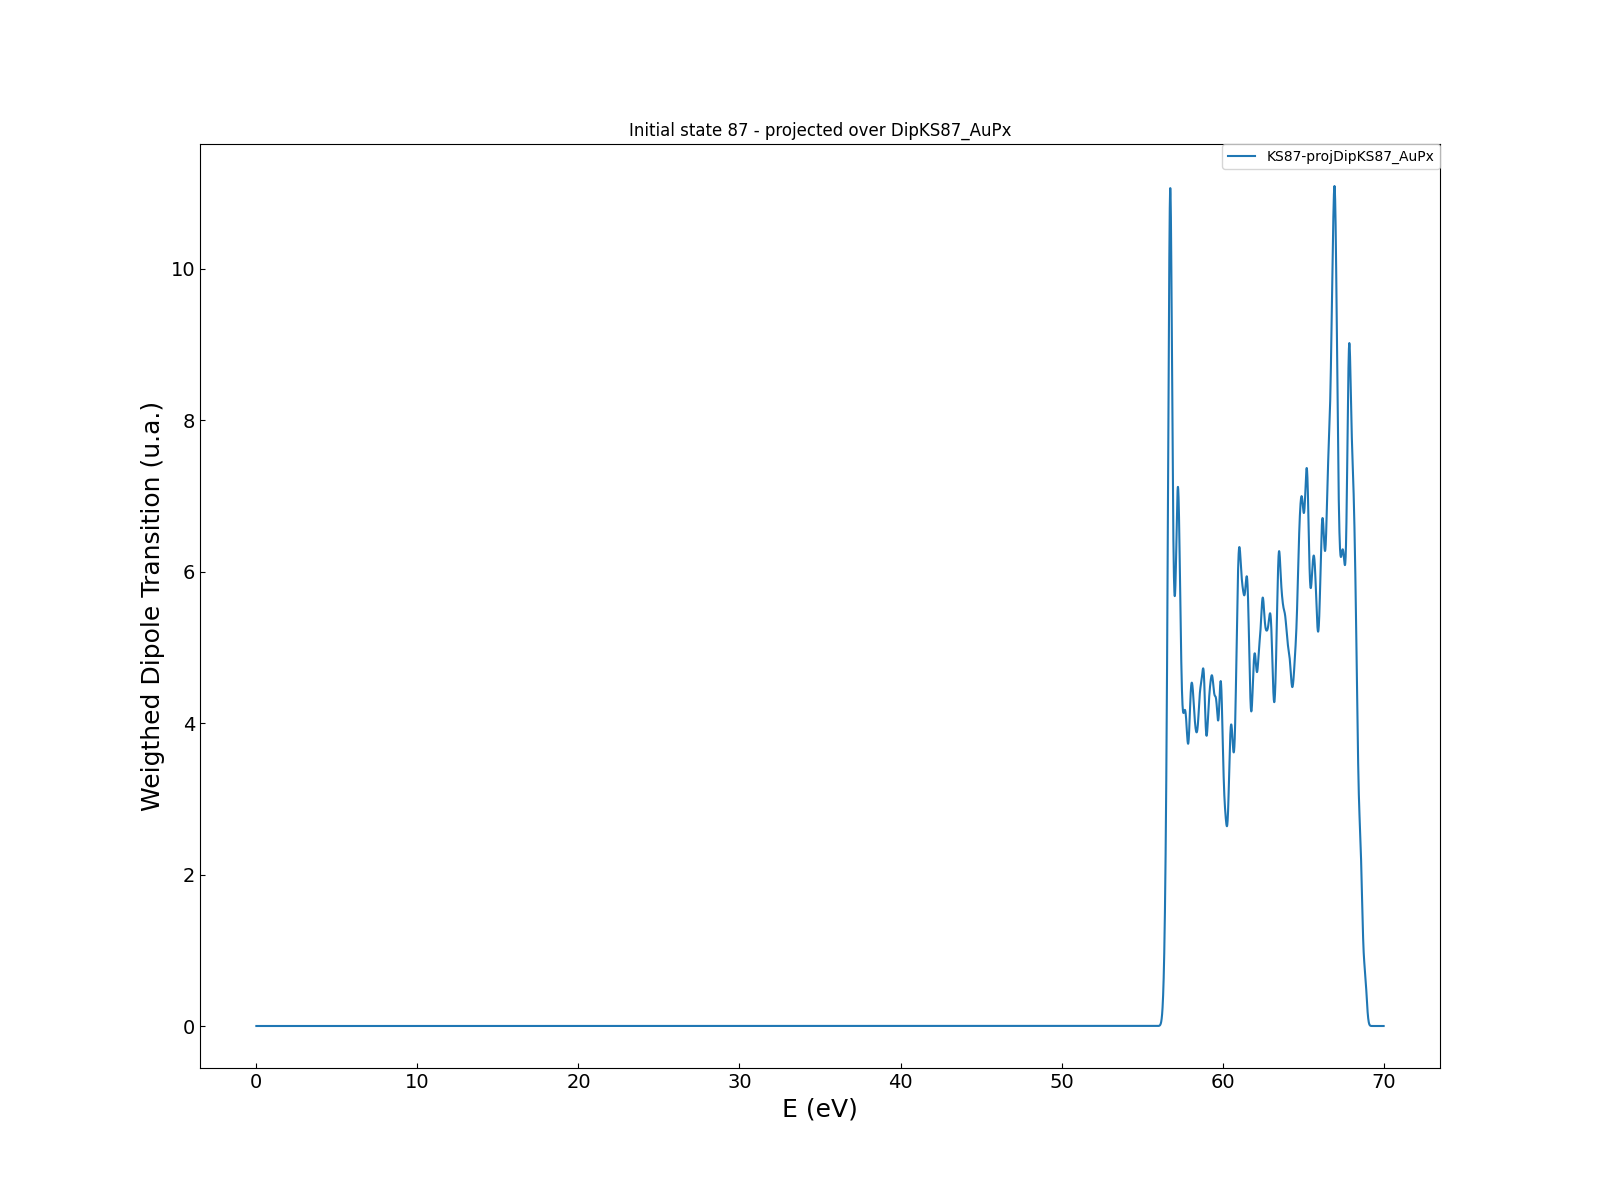 Initial state 87 - projected over DipKS87_AuPx
KS87-projDipKS87_AuPx
Weigthed Dipole Transition (u.a.)
10
8
6
4
2
0
0 10 20 30 40 50 60 70
E (eV)